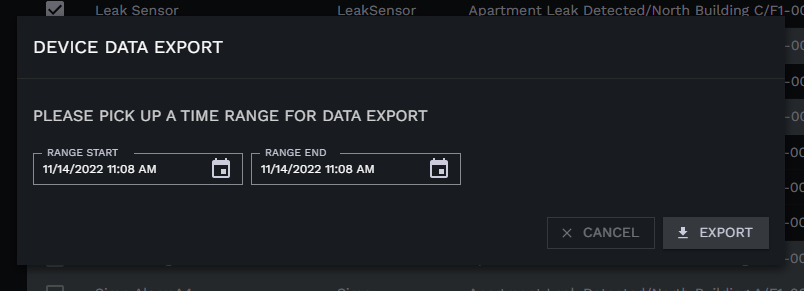 Leak Sensor LeakSensor Apartment Leak Detected/North Building C/F1-00
DEVICE DATA EXPORT
PLEASE PICK UP A TIME RANGE FOR DATA EXPORT
RANGE START RANGE END
11/14/2022 11:08 AM 11/14/2022 11:08 AM
CANCEL EXPORT